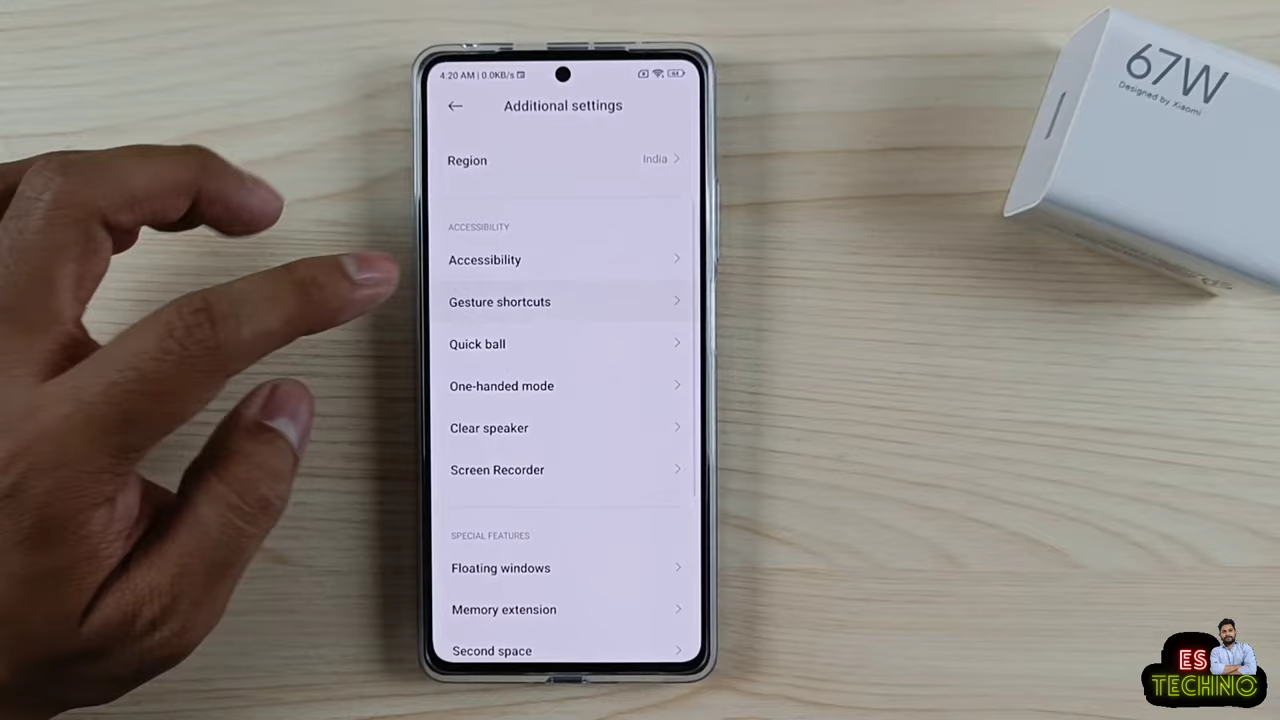 4:20 AM | 0.0KB/s
64
Additional settings
Region
India
ACCESSIBILITY
Accessibility
Gesture shortcuts
Quick ball
One-handed mode
Clear speaker
Screen Recorder
SPECIAL FEATURES
Floating windows
Memory extension
Second space
67W
Designed by Xiaomi
ES
TECHNO